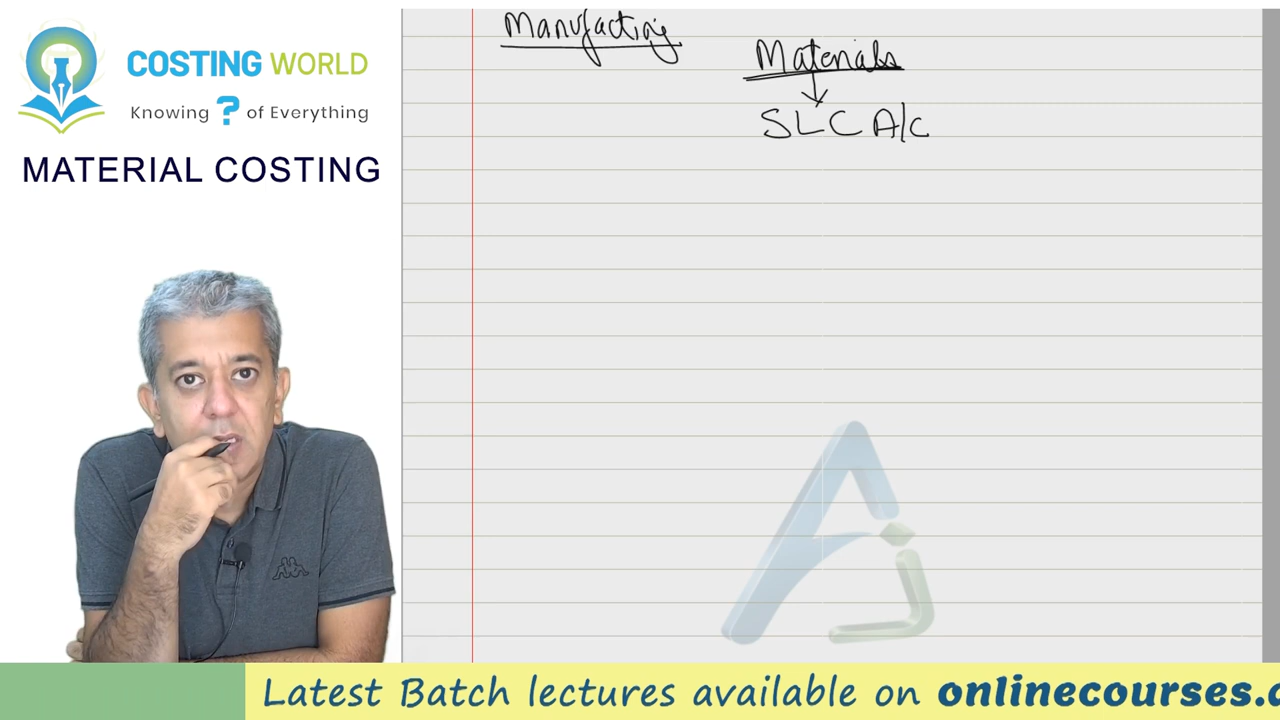 COSTING WORLD
Knowing ? of Everything
MATERIAL COSTING
Manufacturing
Materials
SLC A/c
Latest Batch lectures available on onlinecourses.